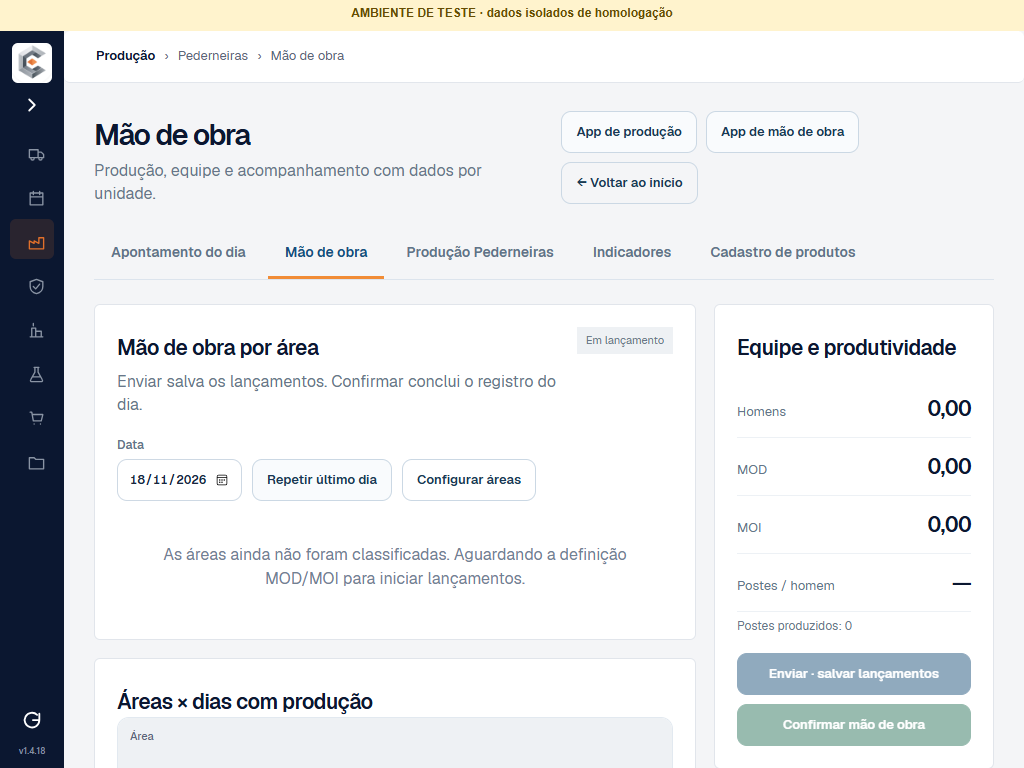 AMBIENTE DE TESTE · dados isolados de homologação
Produção › Pederneiras › Mão de obra
Mão de obra
Produção, equipe e acompanhamento com dados por
unidade.
App de produção
App de mão de obra
← Voltar ao início
Apontamento do dia
Mão de obra
Produção Pederneiras
Indicadores
Cadastro de produtos
Mão de obra por área
Em lançamento
Enviar salva os lançamentos. Confirmar conclui o registro do
dia.
Data
18/11/2026
Repetir último dia
Configurar áreas
As áreas ainda não foram classificadas. Aguardando a definição
MOD/MOI para iniciar lançamentos.
Áreas × dias com produção
Área
Equipe e produtividade
Homens 0,00
MOD 0,00
MOI 0,00
Postes / homem —
Postes produzidos: 0
Enviar · salvar lançamentos
Confirmar mão de obra
v1.4.18